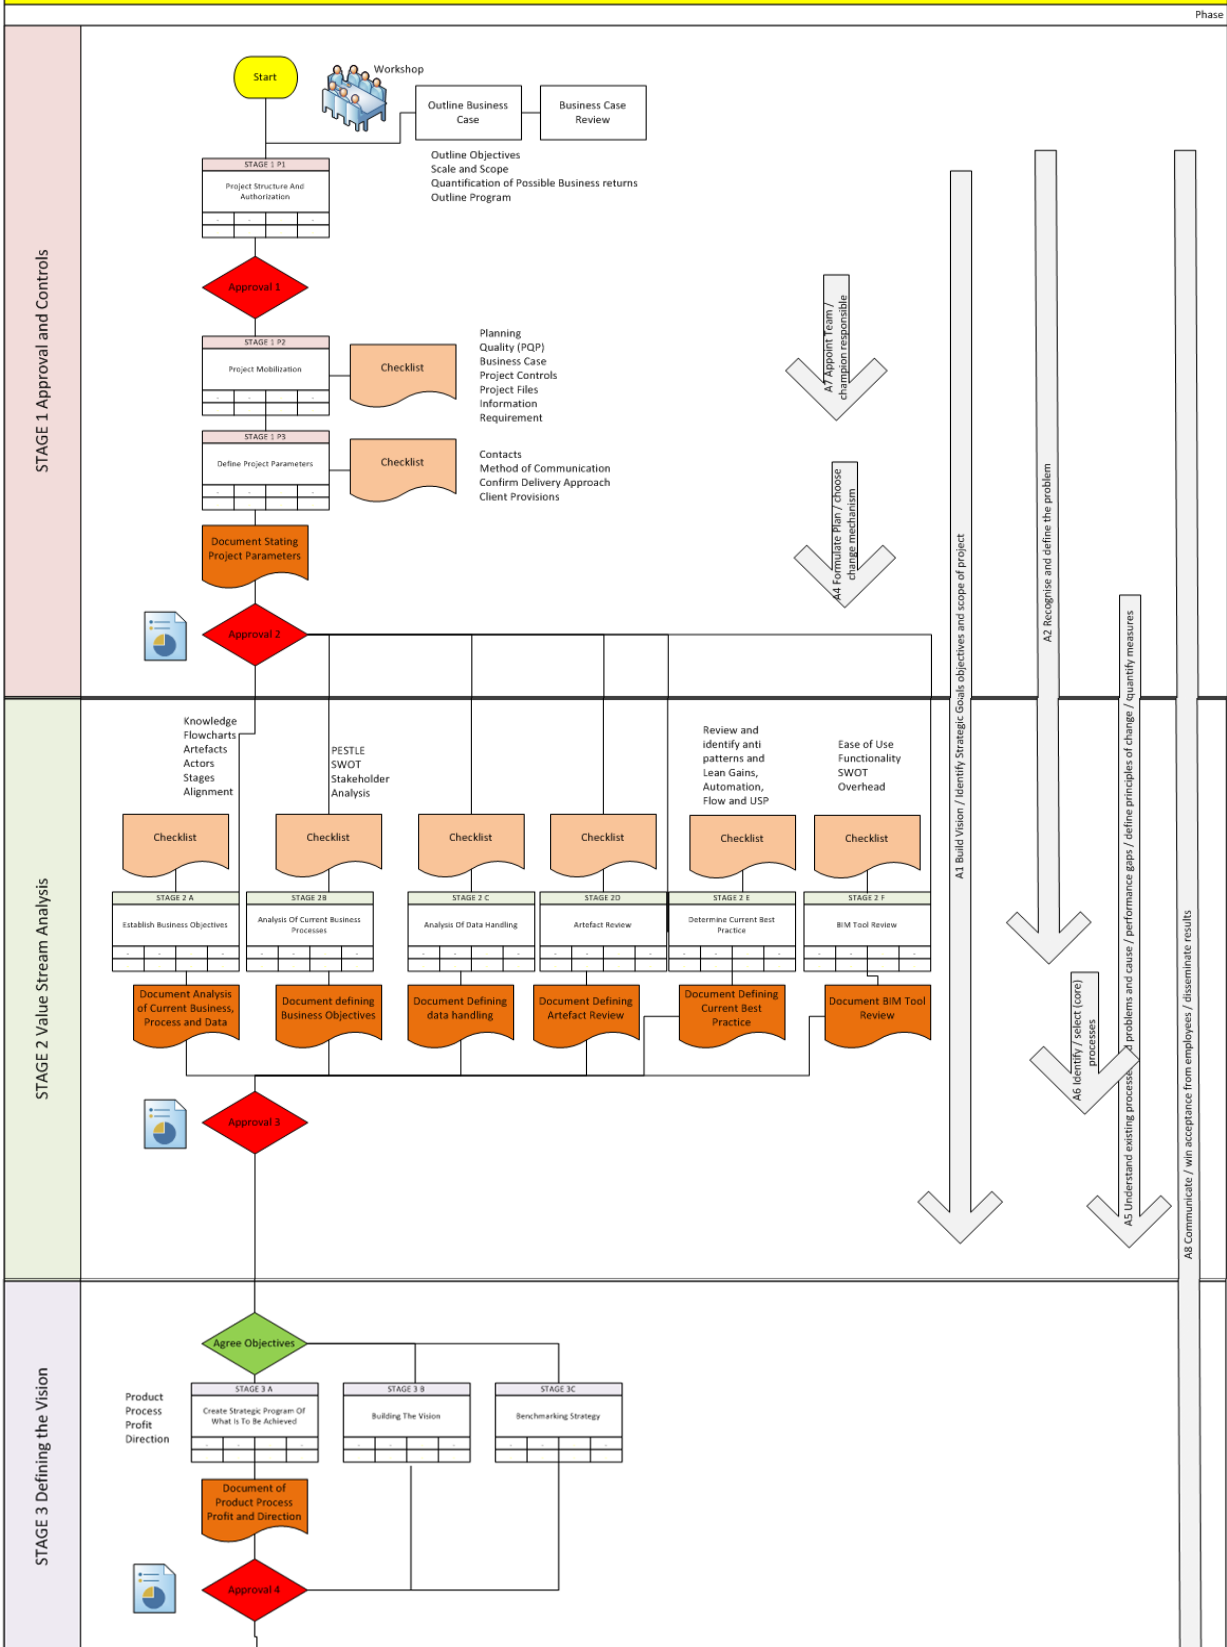 Phase
STAGE 1 Approval and Controls
Start
Workshop
Outline Business
Case
Business Case
Review
Outline Objectives
Scale and Scope
Quantification of Possible Business returns
Outline Program
STAGE 1 P1
Project Structure And
Authorization
Approval 1
STAGE 1 P2
Project Mobilization
Checklist
Planning
Quality (PQP)
Business Case
Project Controls
Project Files
Information
Requirement
STAGE 1 P3
Define Project Parameters
Checklist
Contacts
Method of Communication
Confirm Delivery Approach
Client Provisions
Document Stating
Project Parameters
Approval 2
A7 Appoint Team /
champion responsible
A4 Formulate Plan / choose
change mechanism
A1 Build Vision / Identify Strategic Goals objectives and scope of project
A2 Recognise and define the problem
A5 Understand existing processe
d problems and cause / performance gaps / define principles of change / quantify measures
A6 Identify / select (core)
processes
A8 Communicate / win acceptance from employees / disseminate results
STAGE 2 Value Stream Analysis
Knowledge
Flowcharts
Artefacts
Actors
Stages
Alignment
PESTLE
SWOT
Stakeholder
Analysis
Review and
identify anti
patterns and
Lean Gains,
Automation,
Flow and USP
Ease of Use
Functionality
SWOT
Overhead
Checklist
Checklist
Checklist
Checklist
Checklist
Checklist
STAGE 2 A
Establish Business Objectives
STAGE 2B
Analysis Of Current Business
Processes
STAGE 2 C
Analysis Of Data Handling
STAGE 2D
Artefact Review
STAGE 2 E
Determine Current Best
Practice
STAGE 2 F
BIM Tool Review
Document Analysis
of Current Business,
Process and Data
Document defining
Business Objectives
Document Defining
data handling
Document Defining
Artefact Review
Document Defining
Current Best
Practice
Document BIM Tool
Review
Approval 3
STAGE 3 Defining the Vision
Agree Objectives
Product
Process
Profit
Direction
STAGE 3 A
Create Strategic Program Of
What Is To Be Achieved
STAGE 3 B
Building The Vision
STAGE 3C
Benchmarking Strategy
Document of
Product Process
Profit and Direction
Approval 4